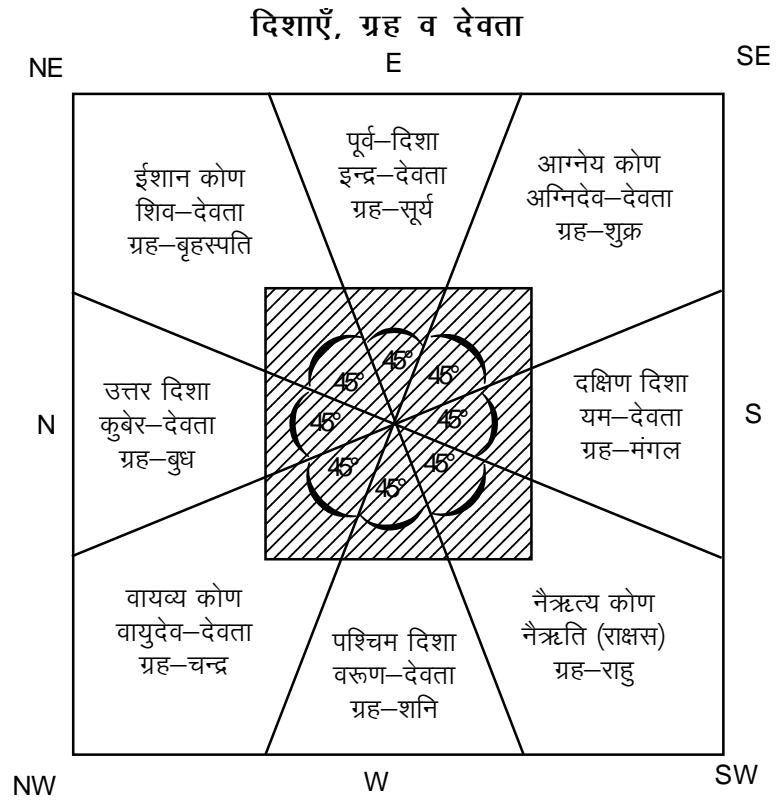 दिशाएँ, ग्रह व देवता
NE
E
SE
ईशान कोण
शिव–देवता
ग्रह–बृहस्पति
पूर्व–दिशा
इन्द्र–देवता
ग्रह–सूर्य
आग्नेय कोण
अग्निदेव–देवता
ग्रह–शुक्र
N
उत्तर दिशा
कुबेर–देवता
ग्रह–बुध
45°
45°
45°
45°
45°
45°
45°
45°
दक्षिण दिशा
यम–देवता
ग्रह–मंगल
S
वायव्य कोण
वायुदेव–देवता
ग्रह–चन्द्र
पश्चिम दिशा
वरूण–देवता
ग्रह–शनि
नैऋत्य कोण
नैऋति (राक्षस)
ग्रह–राहु
NW
W
SW